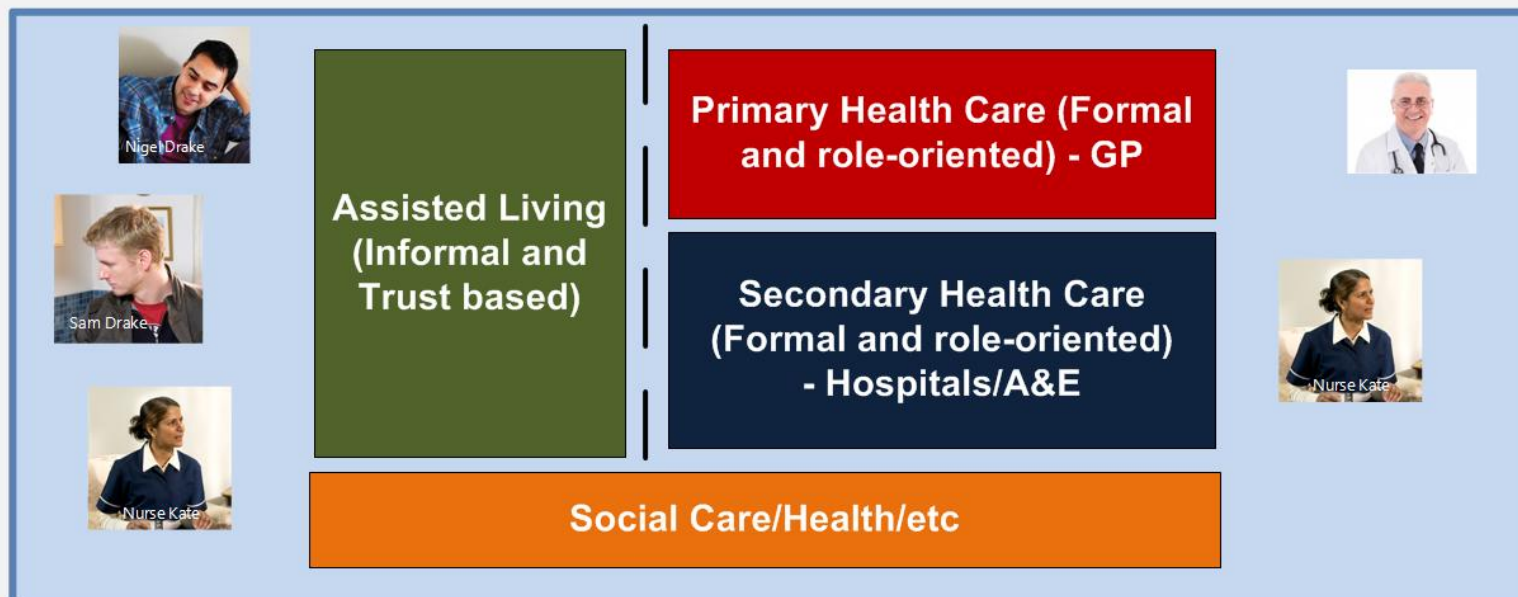 Nigel Drake
Sam Drake
Nurse Kate
Assisted Living
(Informal and
Trust based)
Primary Health Care (Formal
and role-oriented) - GP
Secondary Health Care
(Formal and role-oriented)
- Hospitals/A&E
Nurse Kate
Social Care/Health/etc